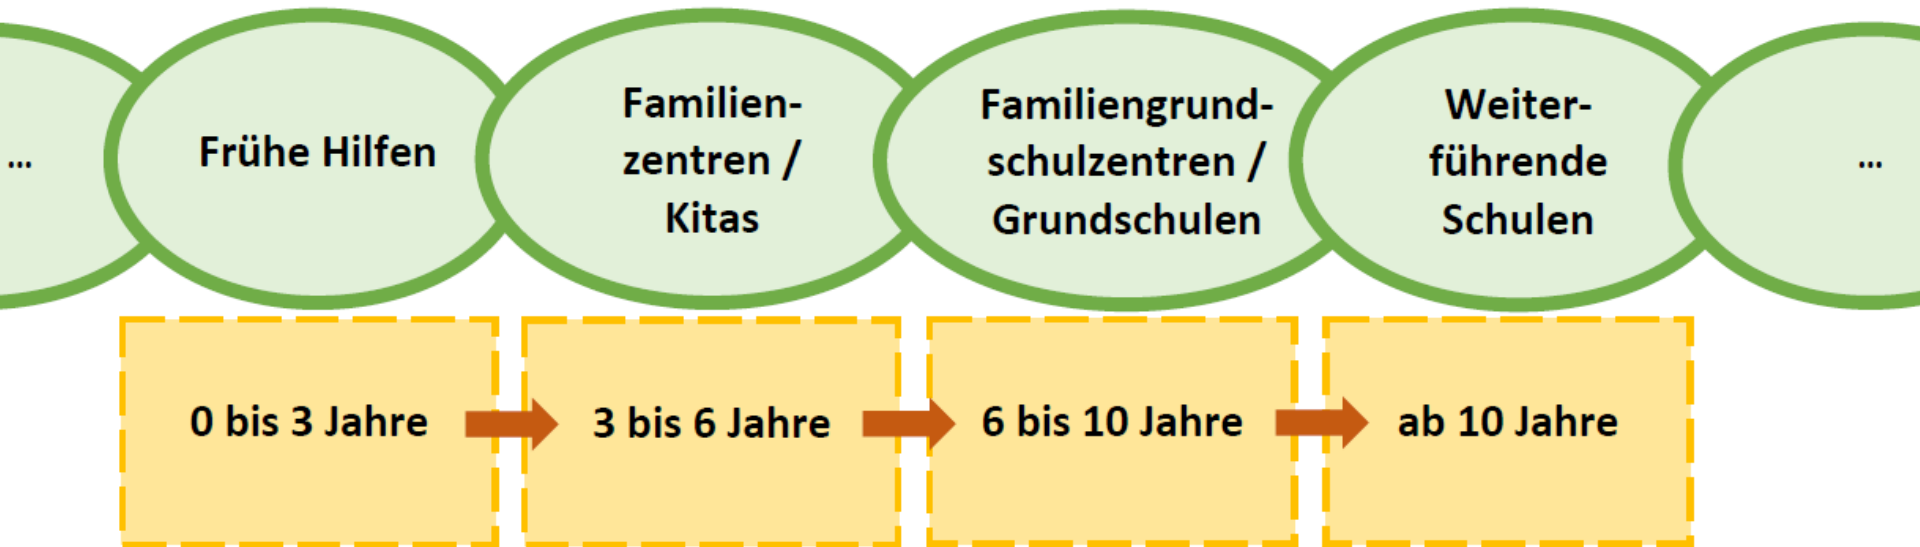 ...
Frühe Hilfen
Familien-
zentren /
Kitas
Familiengrund-
schulzentren /
Grundschulen
Weiter-
führende
Schulen
...
0 bis 3 Jahre
3 bis 6 Jahre
6 bis 10 Jahre
ab 10 Jahre